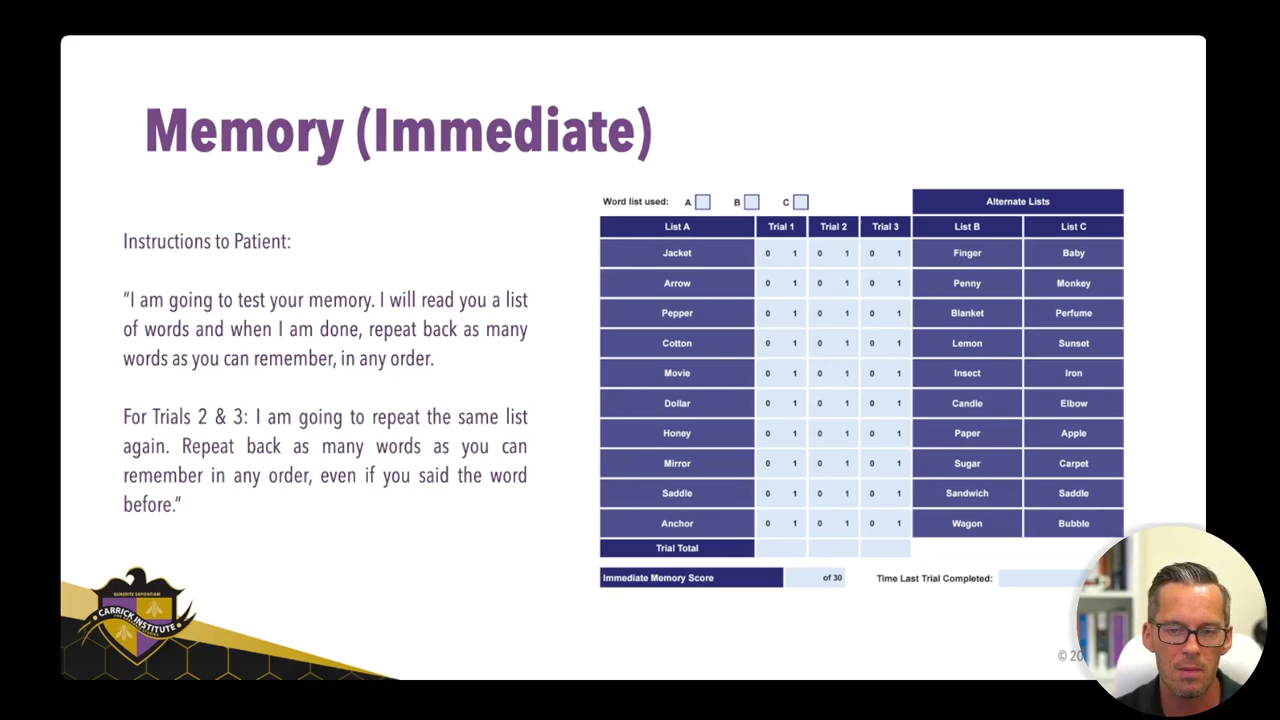 Memory (Immediate)
Instructions to Patient:
"I am going to test your memory. I will read you a list
of words and when I am done, repeat back as many
words as you can remember, in any order.
For Trials 2 & 3: I am going to repeat the same list
again. Repeat back as many words as you can
remember in any order, even if you said the word
before."
Word list used: A B C
Alternate Lists
List A Trial 1 Trial 2 Trial 3 List B List C
Jacket 0 1 0 1 0 1 Finger Baby
Arrow 0 1 0 1 0 1 Penny Monkey
Pepper 0 1 0 1 0 1 Blanket Perfume
Cotton 0 1 0 1 0 1 Lemon Sunset
Movie 0 1 0 1 0 1 Insect Iron
Dollar 0 1 0 1 0 1 Candle Elbow
Honey 0 1 0 1 0 1 Paper Apple
Mirror 0 1 0 1 0 1 Sugar Carpet
Saddle 0 1 0 1 0 1 Sandwich Saddle
Anchor 0 1 0 1 0 1 Wagon Bubble
Trial Total
Immediate Memory Score of 30 Time Last Trial Completed:
QUAERITE SAPIENTIAM
CARRICK INSTITUTE
© 20